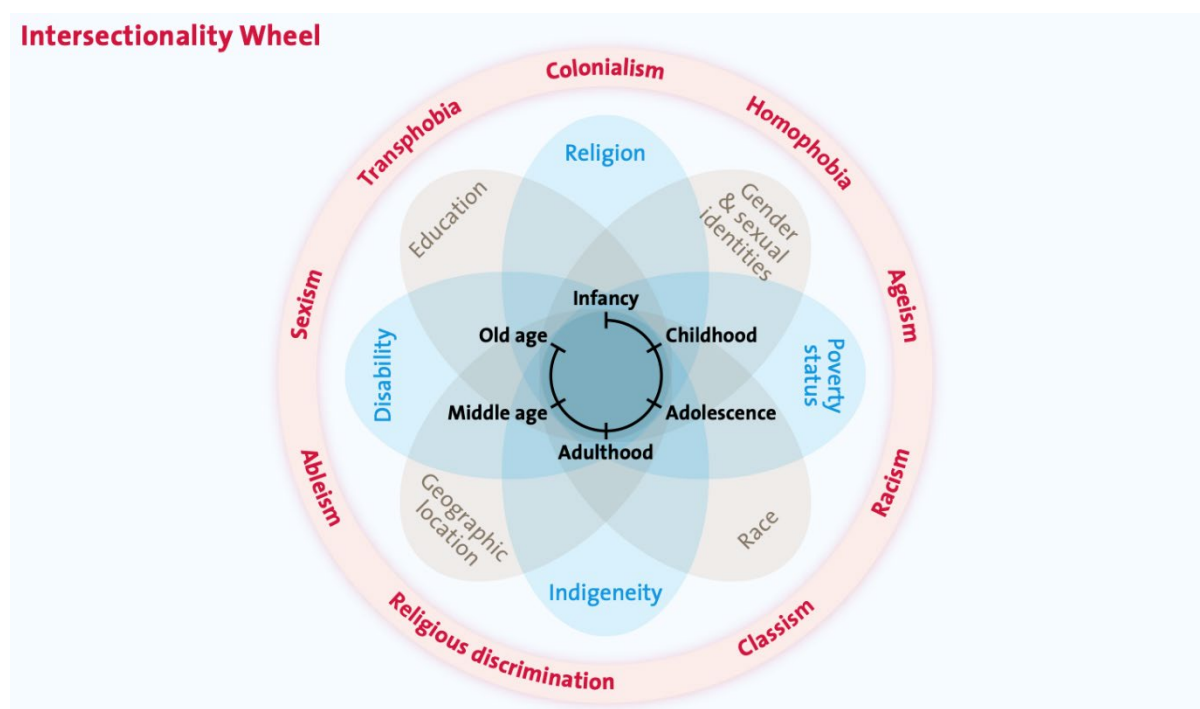 Intersectionality Wheel
Colonialism
Homophobia
Ageism
Racism
Classism
Religious discrimination
Ableism
Sexism
Transphobia
Religion
Gender
& sexual
identities
Poverty
status
Race
Indigeneity
Geographic
location
Disability
Education
Infancy
Childhood
Adolescence
Adulthood
Middle age
Old age